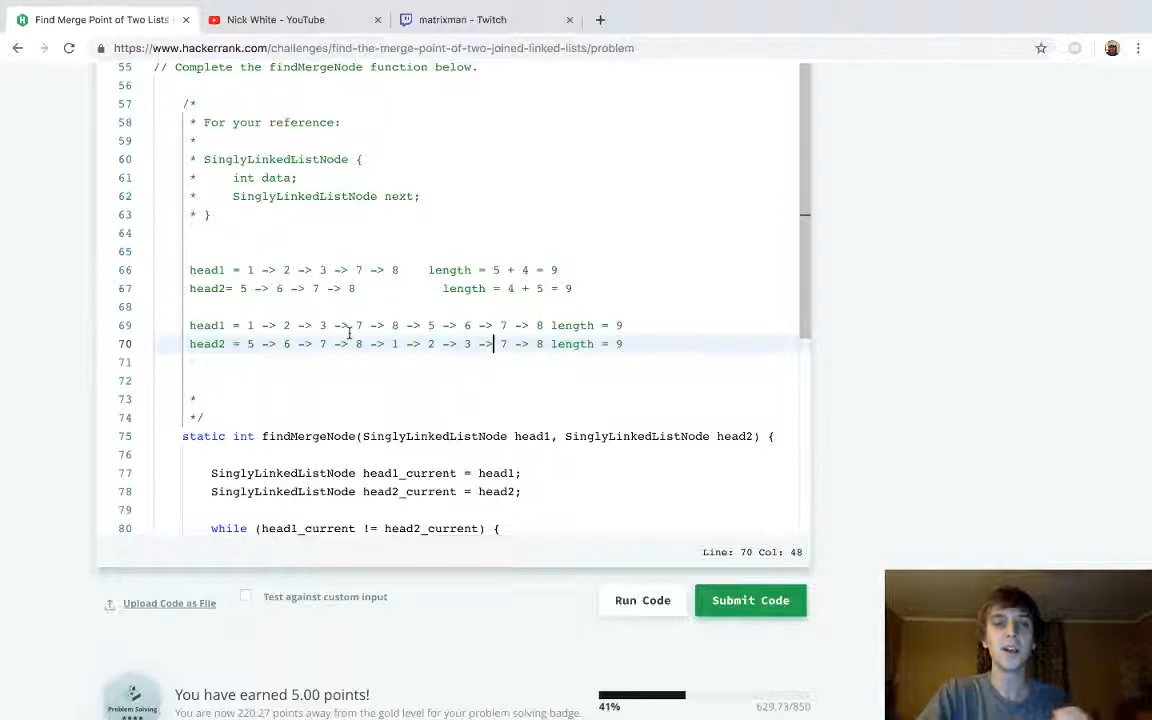 Find Merge Point of Two Lists
Nick White - YouTube
matrixman - Twitch
https://www.hackerrank.com/challenges/find-the-merge-point-of-two-joined-linked-lists/problem
55 // Complete the findMergeNode function below.
56
57 /*
58 * For your reference:
59 *
60 * SinglyLinkedListNode {
61 * int data;
62 * SinglyLinkedListNode next;
63 * }
64
65
66 head1 = 1 -> 2 -> 3 -> 7 -> 8 length = 5 + 4 = 9
67 head2= 5 -> 6 -> 7 -> 8 length = 4 + 5 = 9
68
69 head1 = 1 -> 2 -> 3 -> 7 -> 8 -> 5 -> 6 -> 7 -> 8 length = 9
70 head2 = 5 -> 6 -> 7 -> 8 -> 1 -> 2 -> 3 -> 7 -> 8 length = 9
71
72
73 *
74 */
75 static int findMergeNode(SinglyLinkedListNode head1, SinglyLinkedListNode head2) {
76
77 SinglyLinkedListNode head1_current = head1;
78 SinglyLinkedListNode head2_current = head2;
79
80 while (head1_current != head2_current) {
Line: 70 Col: 48
Upload Code as File
Test against custom input
Run Code
Submit Code
You have earned 5.00 points!
You are now 220.27 points away from the gold level for your problem solving badge.
41%
629.73/850
Problem Solving